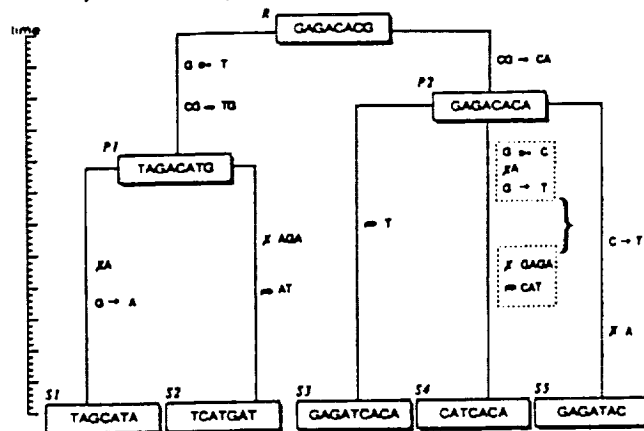 R
GAGACACG
time
G ⟜ T
CG → TG
CG → CA
P2
GAGACACA
P1
TAGACATG
G ⟜ C
X A
G → T
⇒ T
X A
G → A
X AGA
⇒ AT
X GAGA
⇒ CAT
C → T
X A
S1
TAGCATA
S2
TCATGAT
S3
GAGATCACA
S4
CATCACA
S5
GAGATAC